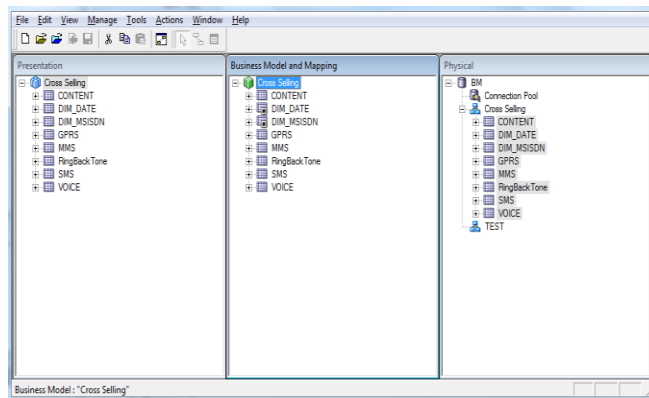 File Edit View Manage Tools Actions Window Help
Presentation
Cross Selling
CONTENT
DIM_DATE
DIM_MSISDN
GPRS
MMS
RingBackTone
SMS
VOICE
Business Model and Mapping
Cross Selling
CONTENT
DIM_DATE
DIM_MSISDN
GPRS
MMS
RingBackTone
SMS
VOICE
Physical
BM
Connection Pool
Cross Selling
CONTENT
DIM_DATE
DIM_MSISDN
GPRS
MMS
RingBackTone
SMS
VOICE
TEST
Business Model : "Cross Selling"